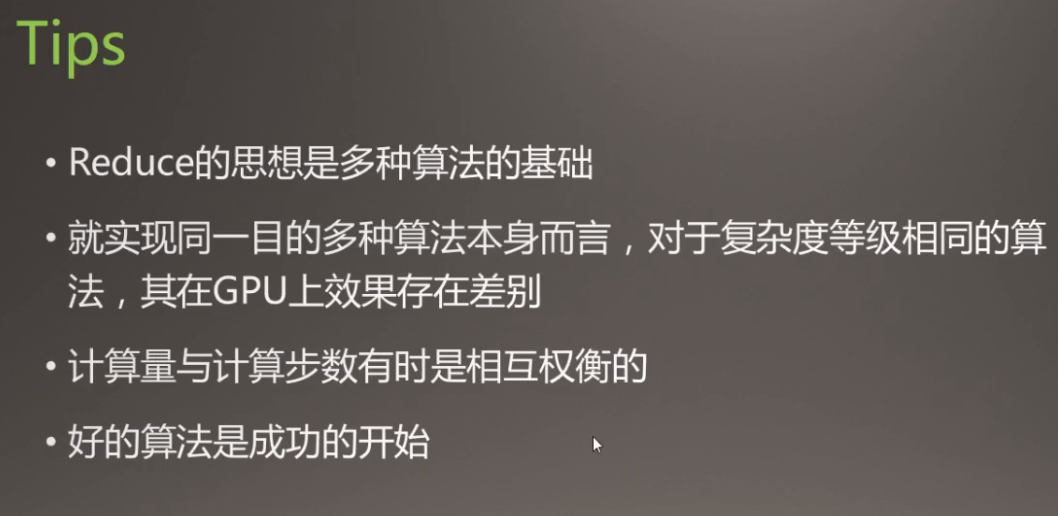 Tips
• Reduce的思想是多种算法的基础
• 就实现同一目的多种算法本身而言，对于复杂度等级相同的算
法，其在GPU上效果存在差别
• 计算量与计算步数有时是相互权衡的
• 好的算法是成功的开始